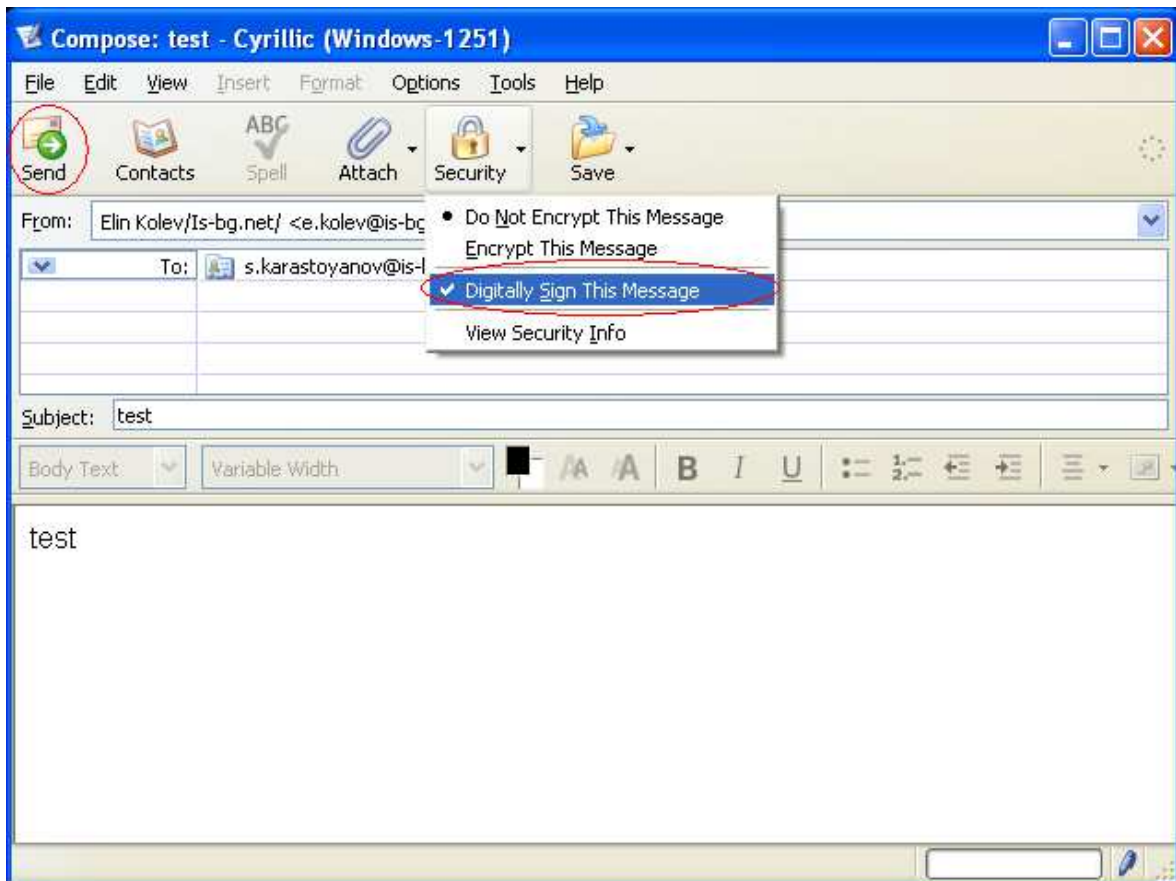 Compose: test - Cyrillic (Windows-1251)
File Edit View Insert Format Options Tools Help
ABC
Send Contacts Spell Attach Security Save
From: Elin Kolev/Is-bg.net/ <e.kolev@is-bg
Do Not Encrypt This Message
Encrypt This Message
To: s.karastoyanov@is-
Digitally Sign This Message
View Security Info
Subject: test
Body Text Variable Width A A B I U
test